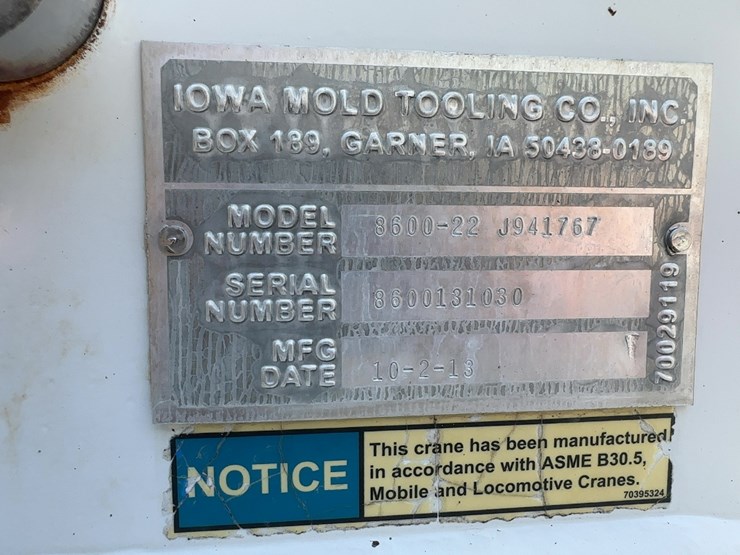 IOWA MOLD TOOLING CO., INC.
BOX 189, GARNER, IA 50438-0189
MODEL NUMBER 8600-22 J941767
SERIAL NUMBER 8600131030
MFG DATE 10-2-13
70029119
NOTICE
This crane has been manufactured
in accordance with ASME B30.5,
Mobile and Locomotive Cranes.
70395324